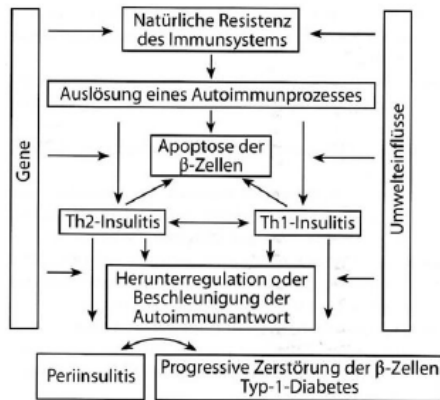 Natürliche Resistenz
des Immunsystems
Auslösung eines Autoimmunprozesses
Gene
Umwelteinflüsse
Apoptose der
β-Zellen
Th2-Insulitis
Th1-Insulitis
Herunterregulation oder
Beschleunigung der
Autoimmunantwort
Periinsulitis
Progressive Zerstörung der β-Zellen
Typ-1-Diabetes